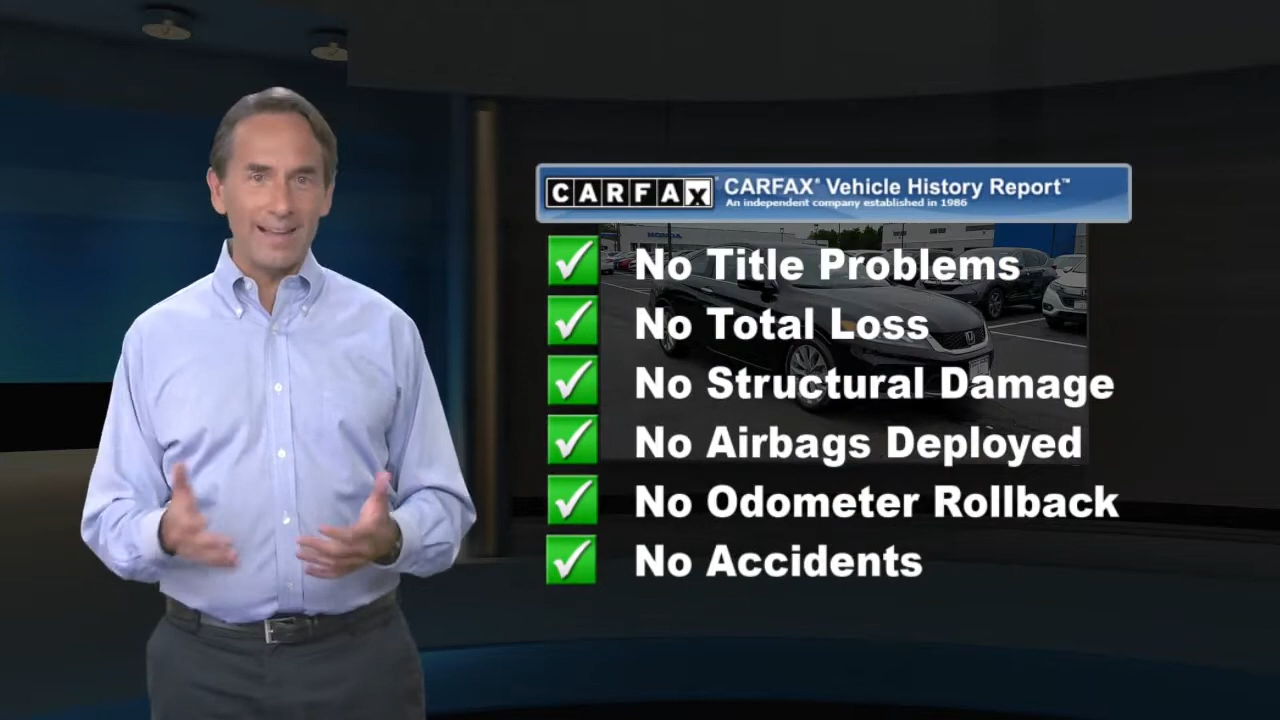 CARFAX CARFAX® Vehicle History Report™
An independent company established in 1986
HONDA
No Title Problems
No Total Loss
No Structural Damage
No Airbags Deployed
No Odometer Rollback
No Accidents